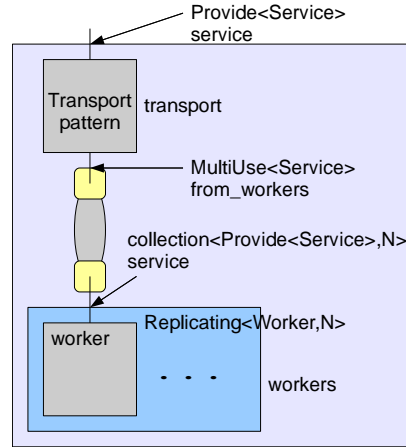 Provide<Service>
service
Transport
pattern
transport
MultiUse<Service>
from_workers
collection<Provide<Service>,N>
service
Replicating<Worker,N>
worker
. . .
workers